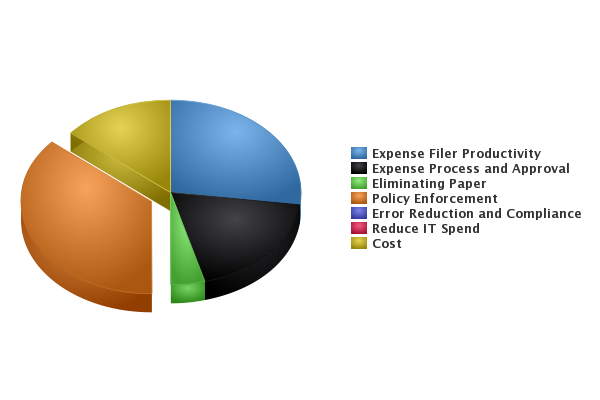 Expense Filer Productivity
Expense Process and Approval
Eliminating Paper
Policy Enforcement
Error Reduction and Compliance
Reduce IT Spend
Cost